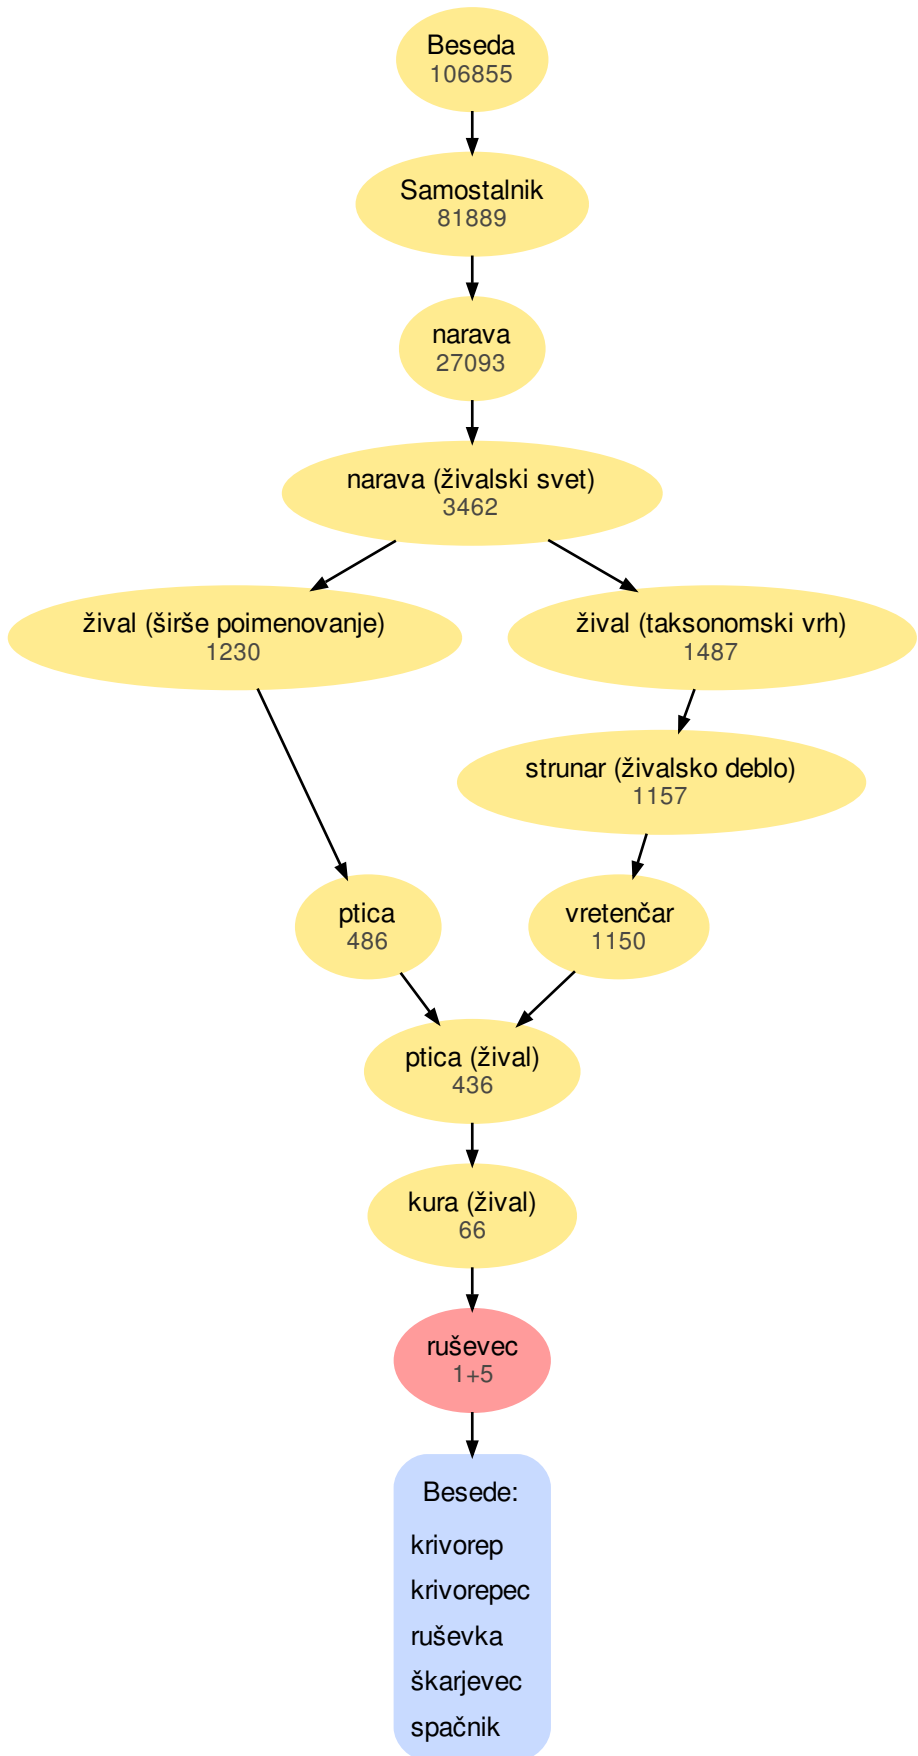 Beseda
106855
Samostalnik
81889
narava
27093
narava (živalski svet)
3462
žival (širše poimenovanje)
1230
žival (taksonomski vrh)
1487
strunar (živalsko deblo)
1157
ptica
486
vretenčar
1150
ptica (žival)
436
kura (žival)
66
ruševec
1+5
Besede:
krivorep
krivorepec
ruševka
škarjevec
spačnik